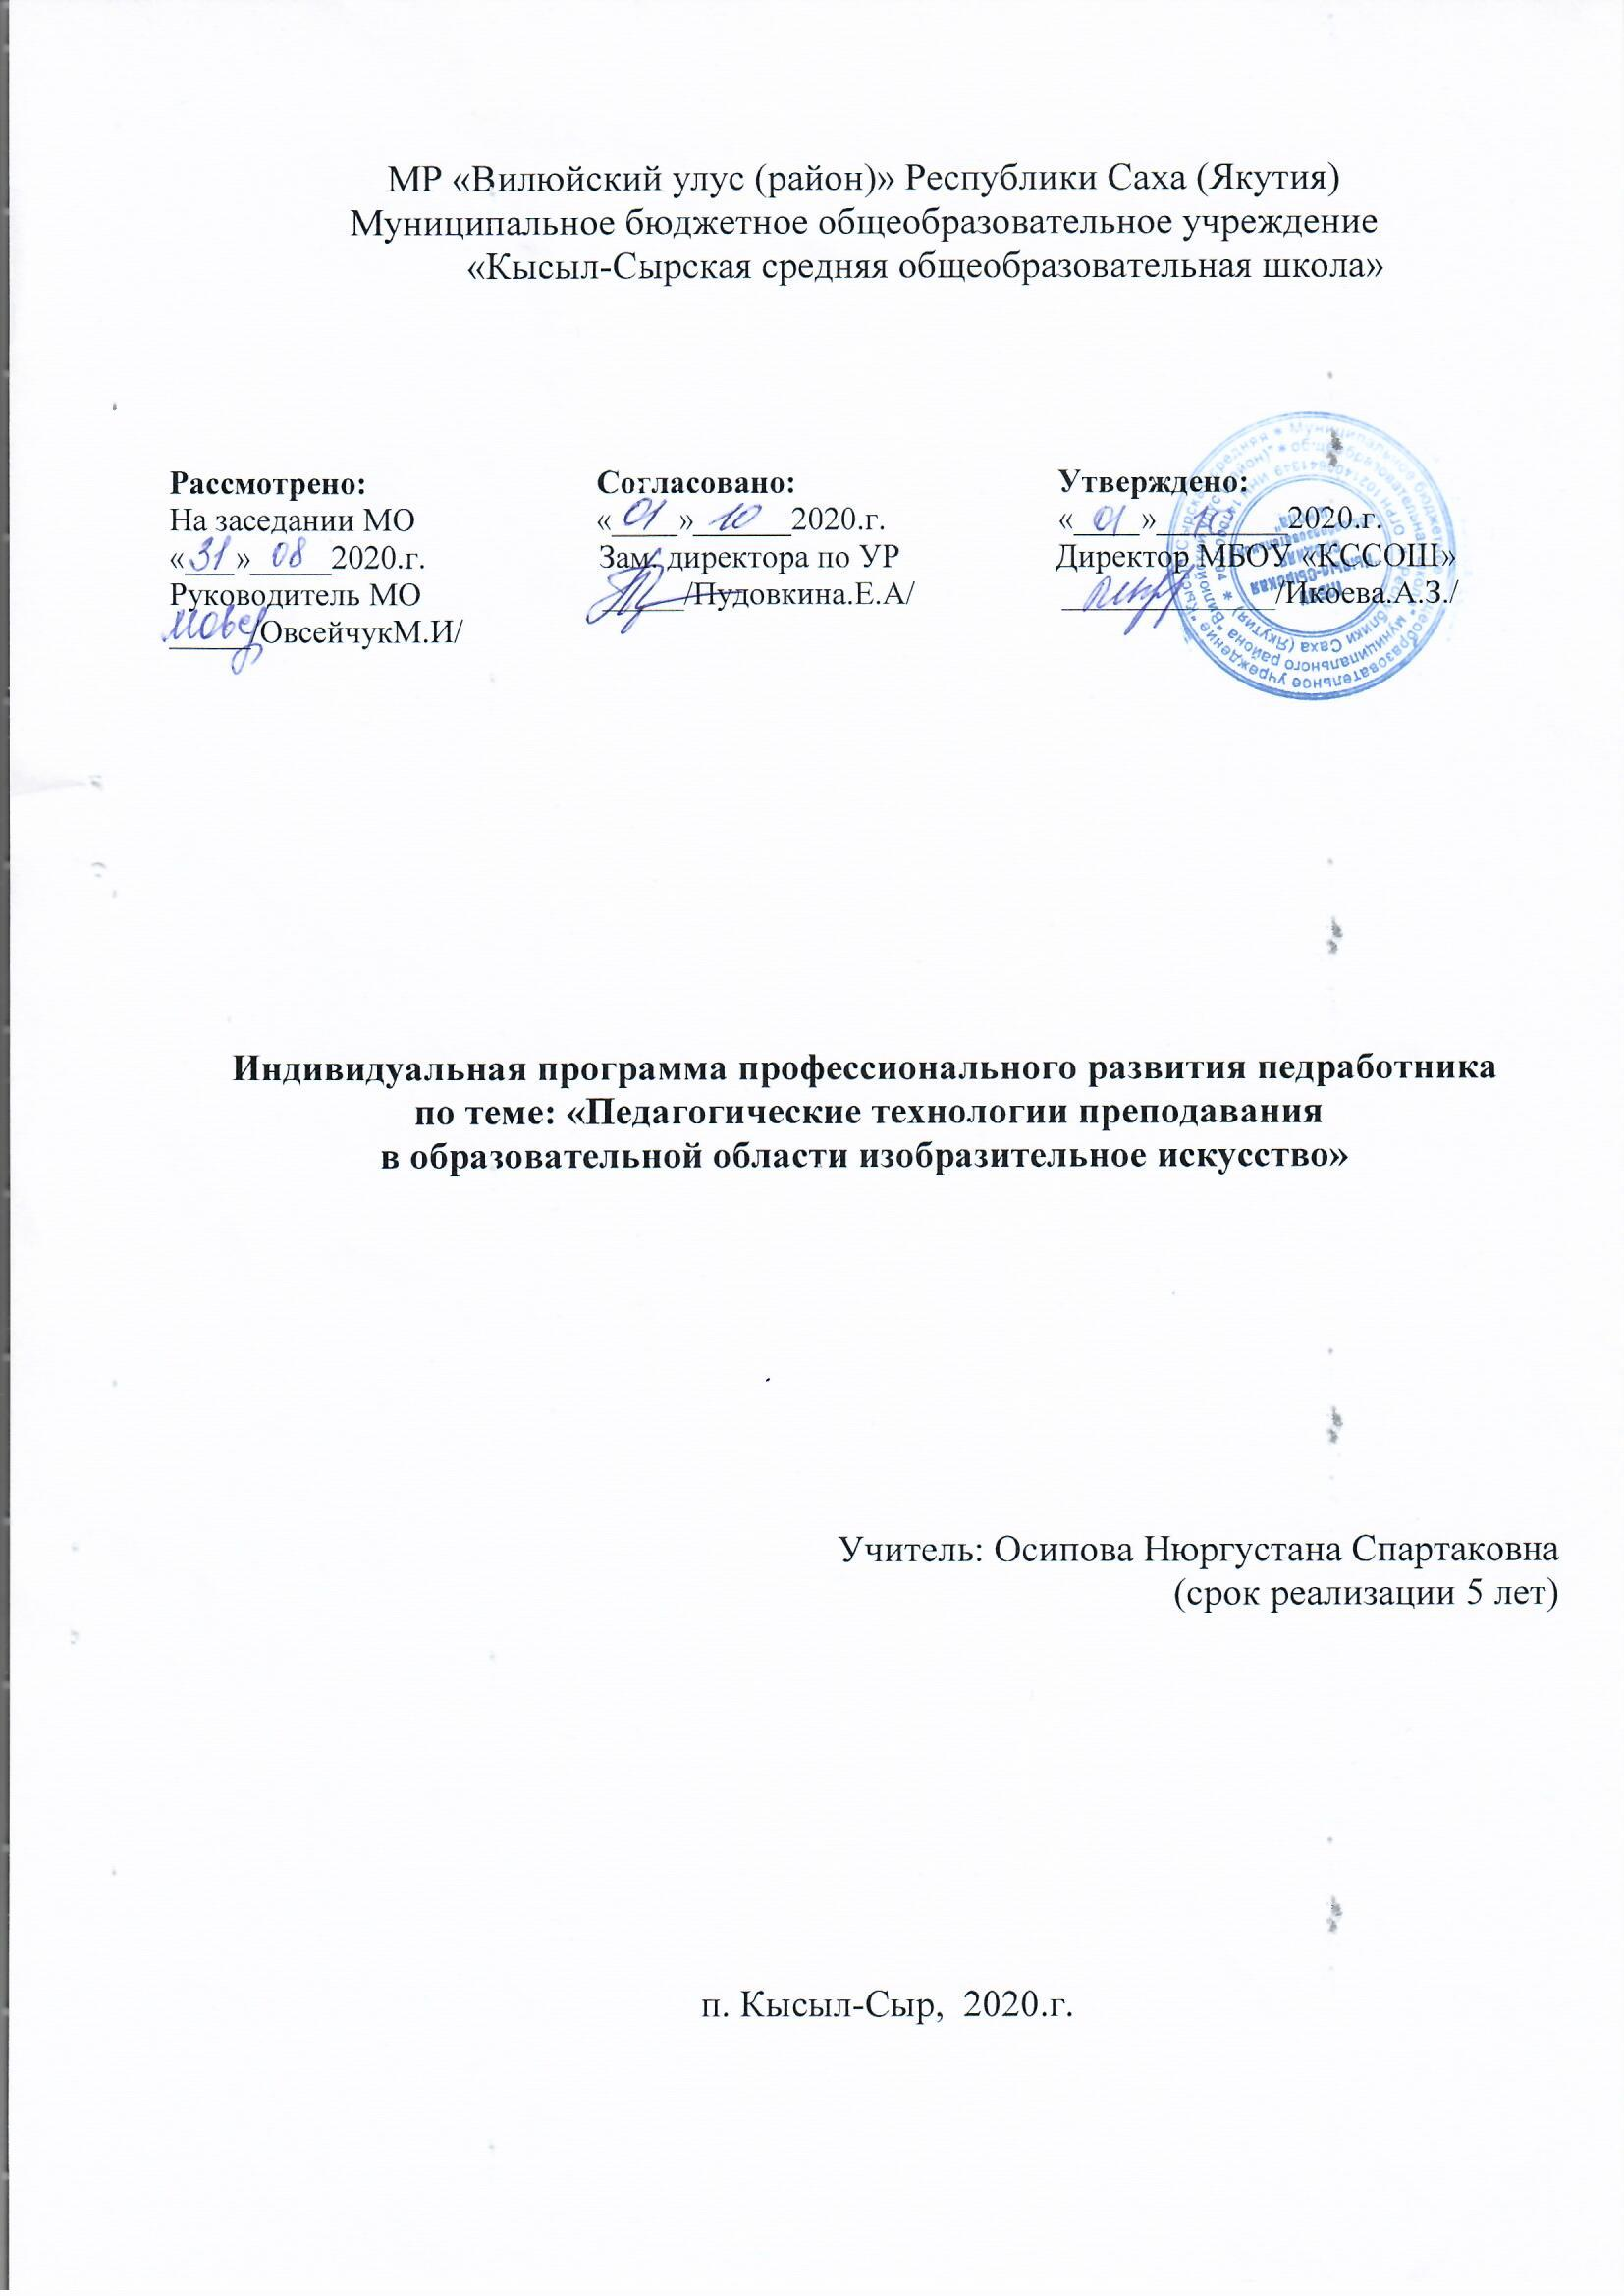 МР «Вилюйский улус (район)» Республики Саха (Якутия)
Муниципальное бюджетное общеобразовательное учреждение
«Кысыл-Сырская средняя общеобразовательная школа»
Рассмотрено:
На заседании МО
«31» 08 2020.г.
Руководитель МО
/ОвсейчукМ.И/
Согласовано:
«01» 10 2020.г.
Зам. директора по УР
/Пудовкина.Е.А/
Утверждено:
«01» 10 2020.г.
Директор МБОУ «КССОШ»
/Икоева.А.З./
Индивидуальная программа профессионального развития педработника
по теме: «Педагогические технологии преподавания
в образовательной области изобразительное искусство»
Учитель: Осипова Нюргустана Спартаковна
(срок реализации 5 лет)
п. Кысыл-Сыр, 2020.г.